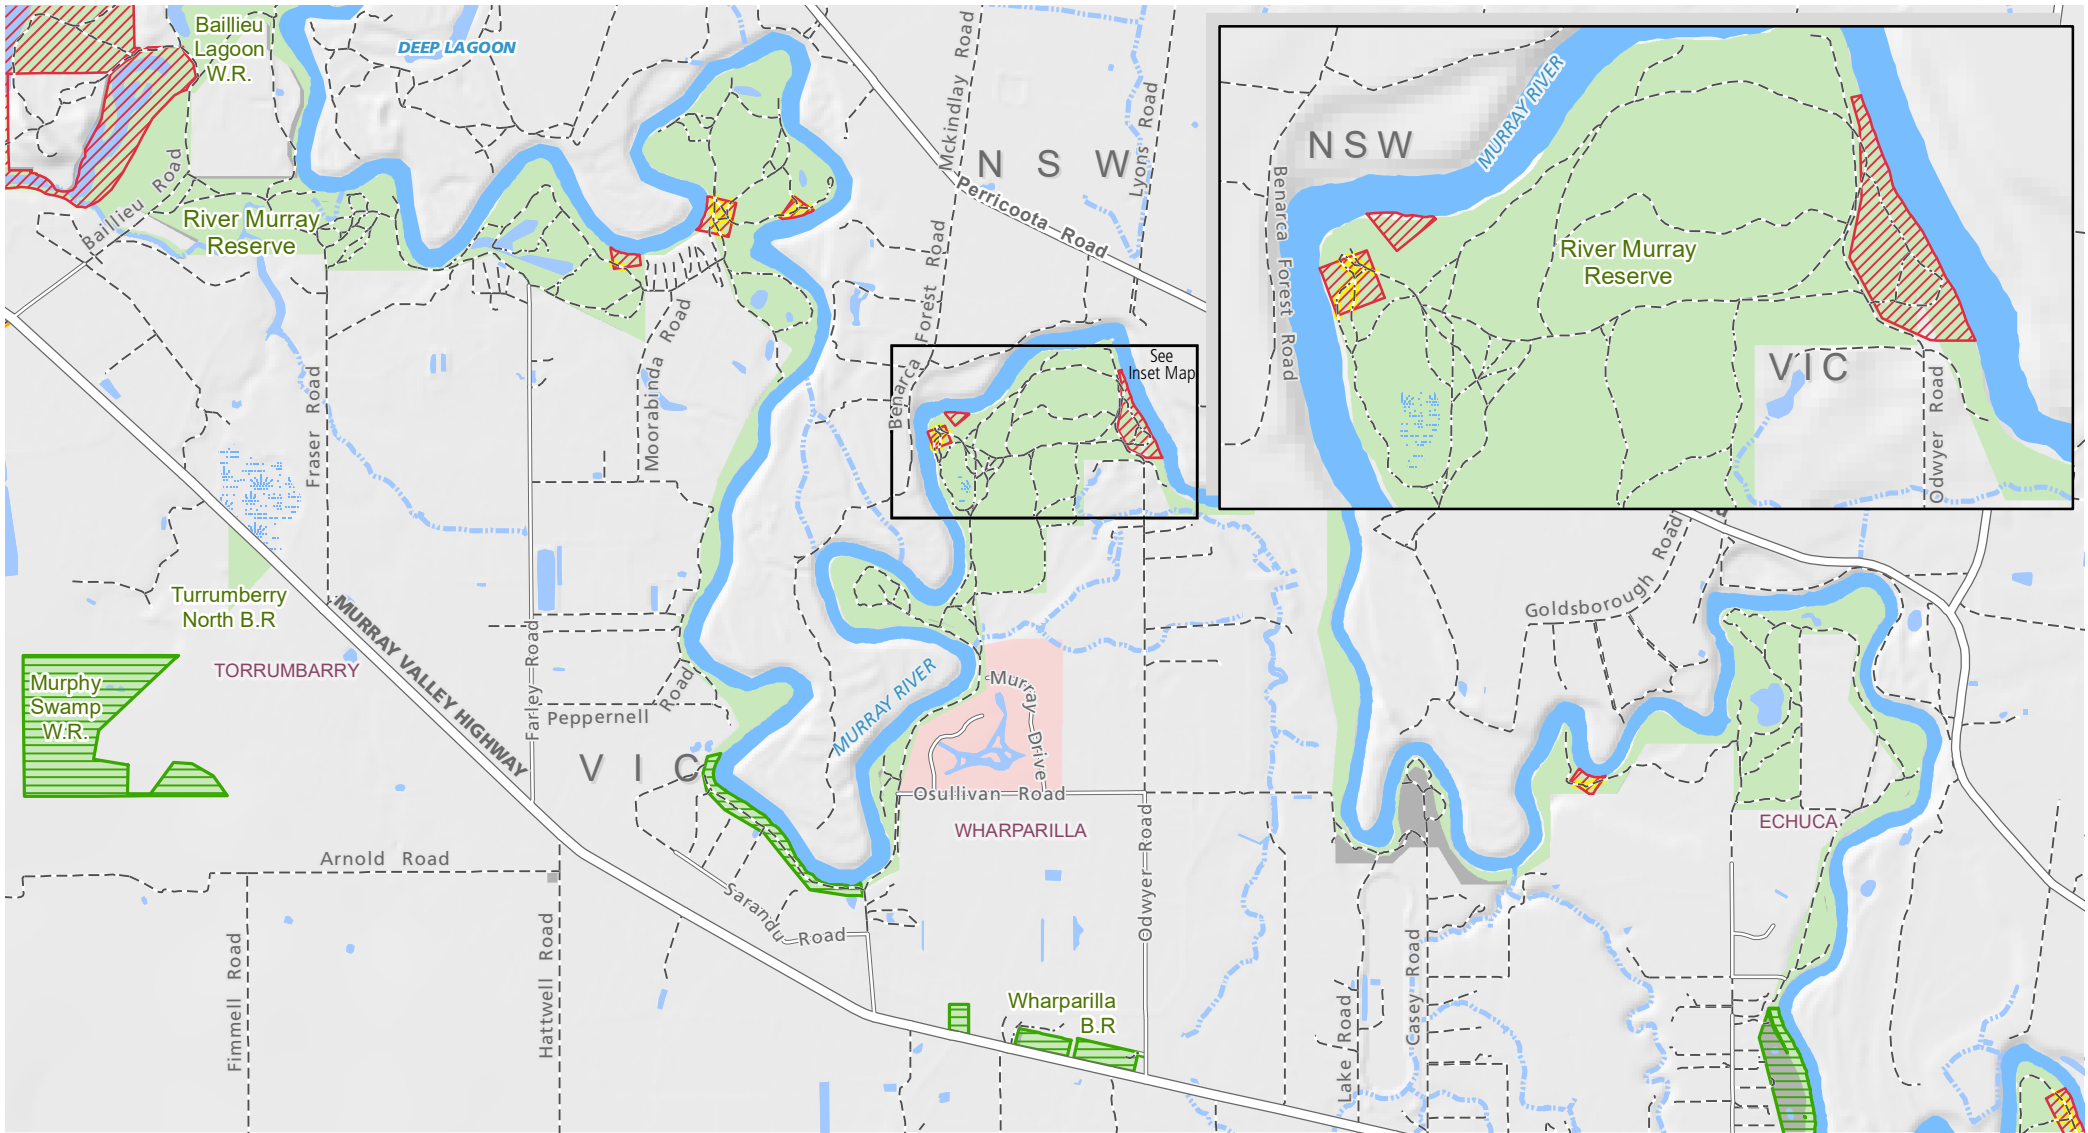 Baillieu
Lagoon
W.R.
DEEP LAGOON
Mckindlay Road
Lyons Road
N S W
Perricoota Road
Baillieu Road
River Murray
Reserve
Benarca Forest Road
See
Inset Map
Fraser Road
Moorabinda Road
Turrumberry
North B.R
Murphy
Swamp
W.R.
TORRUMBARRY
MURRAY VALLEY HIGHWAY
Farley Road
Peppernell Road
V I C
MURRAY RIVER
Murray Drive
Osullivan Road
WHARPARILLA
Odwyer Road
Arnold Road
Sarandu Road
Fimmell Road
Hattwell Road
Wharparilla
B.R
Lake Road
Casey Road
Goldsborough Road
ECHUCA
NSW
MURRAY RIVER
Benarca Forest Road
River Murray
Reserve
VIC
Odwyer Road